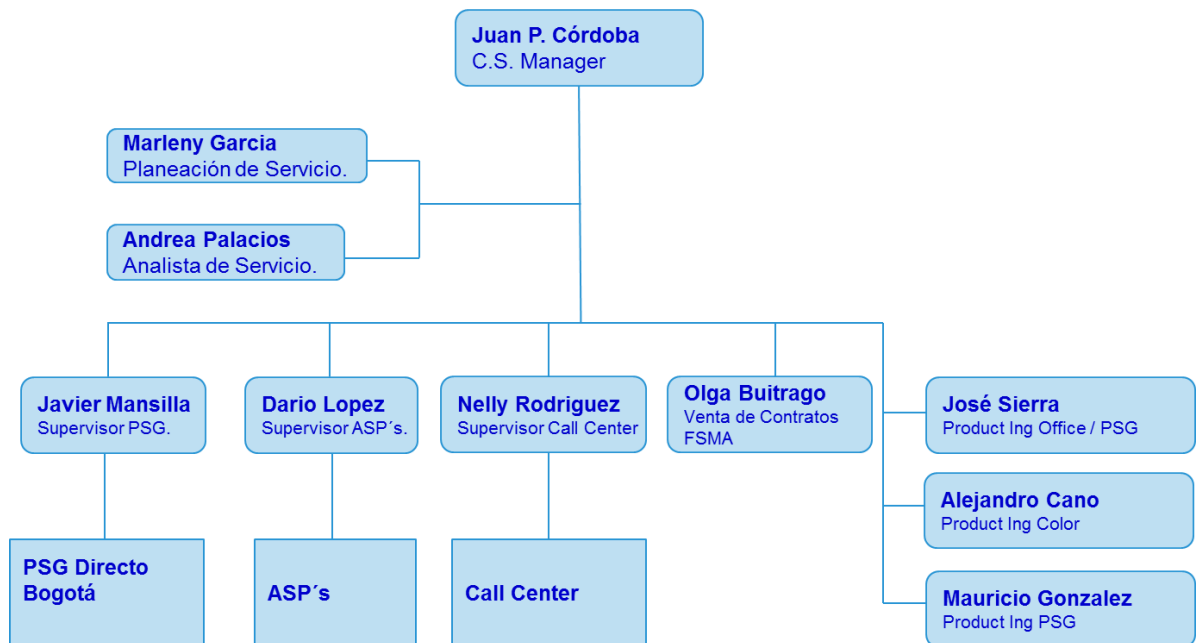 Juan P. Córdoba
C.S. Manager
Marleny Garcia
Planeación de Servicio.
Andrea Palacios
Analista de Servicio.
Javier Mansilla
Supervisor PSG.
Dario Lopez
Supervisor ASP´s.
Nelly Rodriguez
Supervisor Call Center
Olga Buitrago
Venta de Contratos
FSMA
José Sierra
Product Ing Office / PSG
Alejandro Cano
Product Ing Color
Mauricio Gonzalez
Product Ing PSG
PSG Directo
Bogotá
ASP´s
Call Center